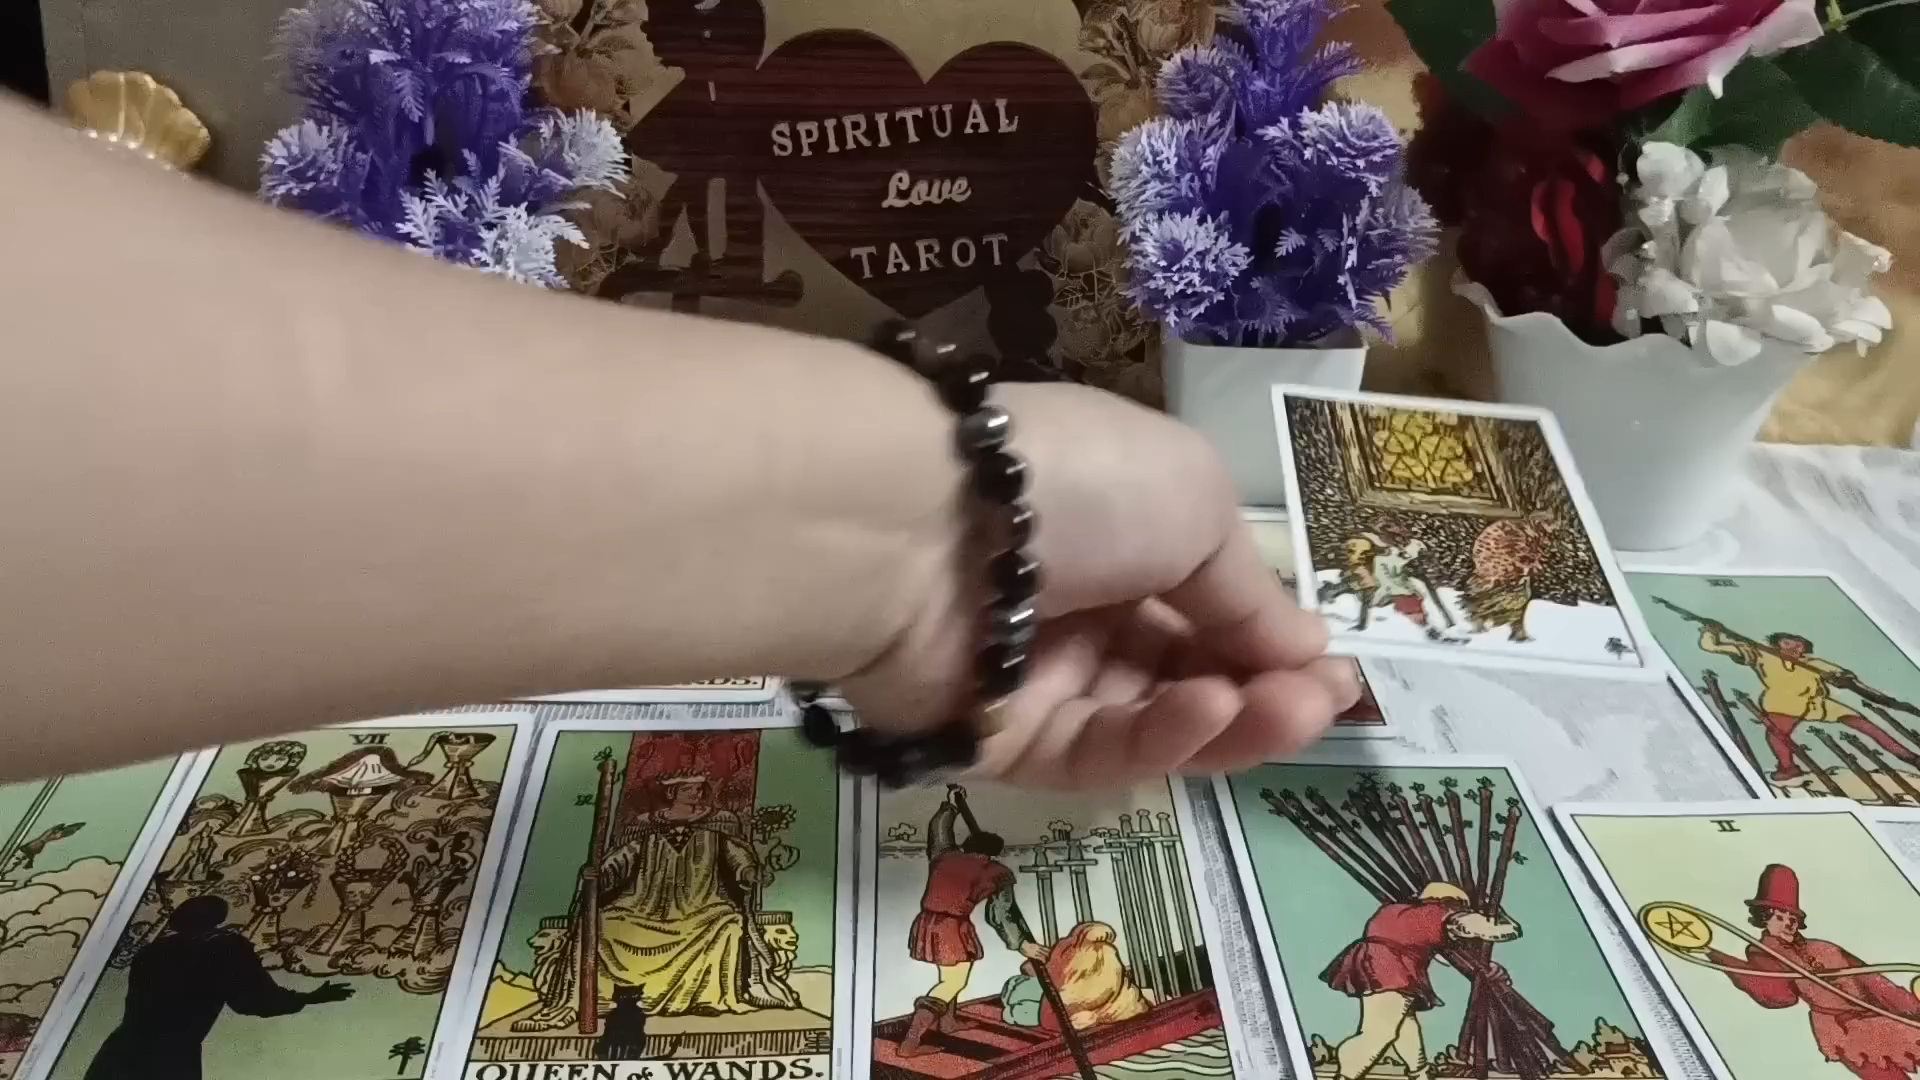 SPIRITUAL
Love
TAROT
VII
X
II
QUEEN of WANDS.